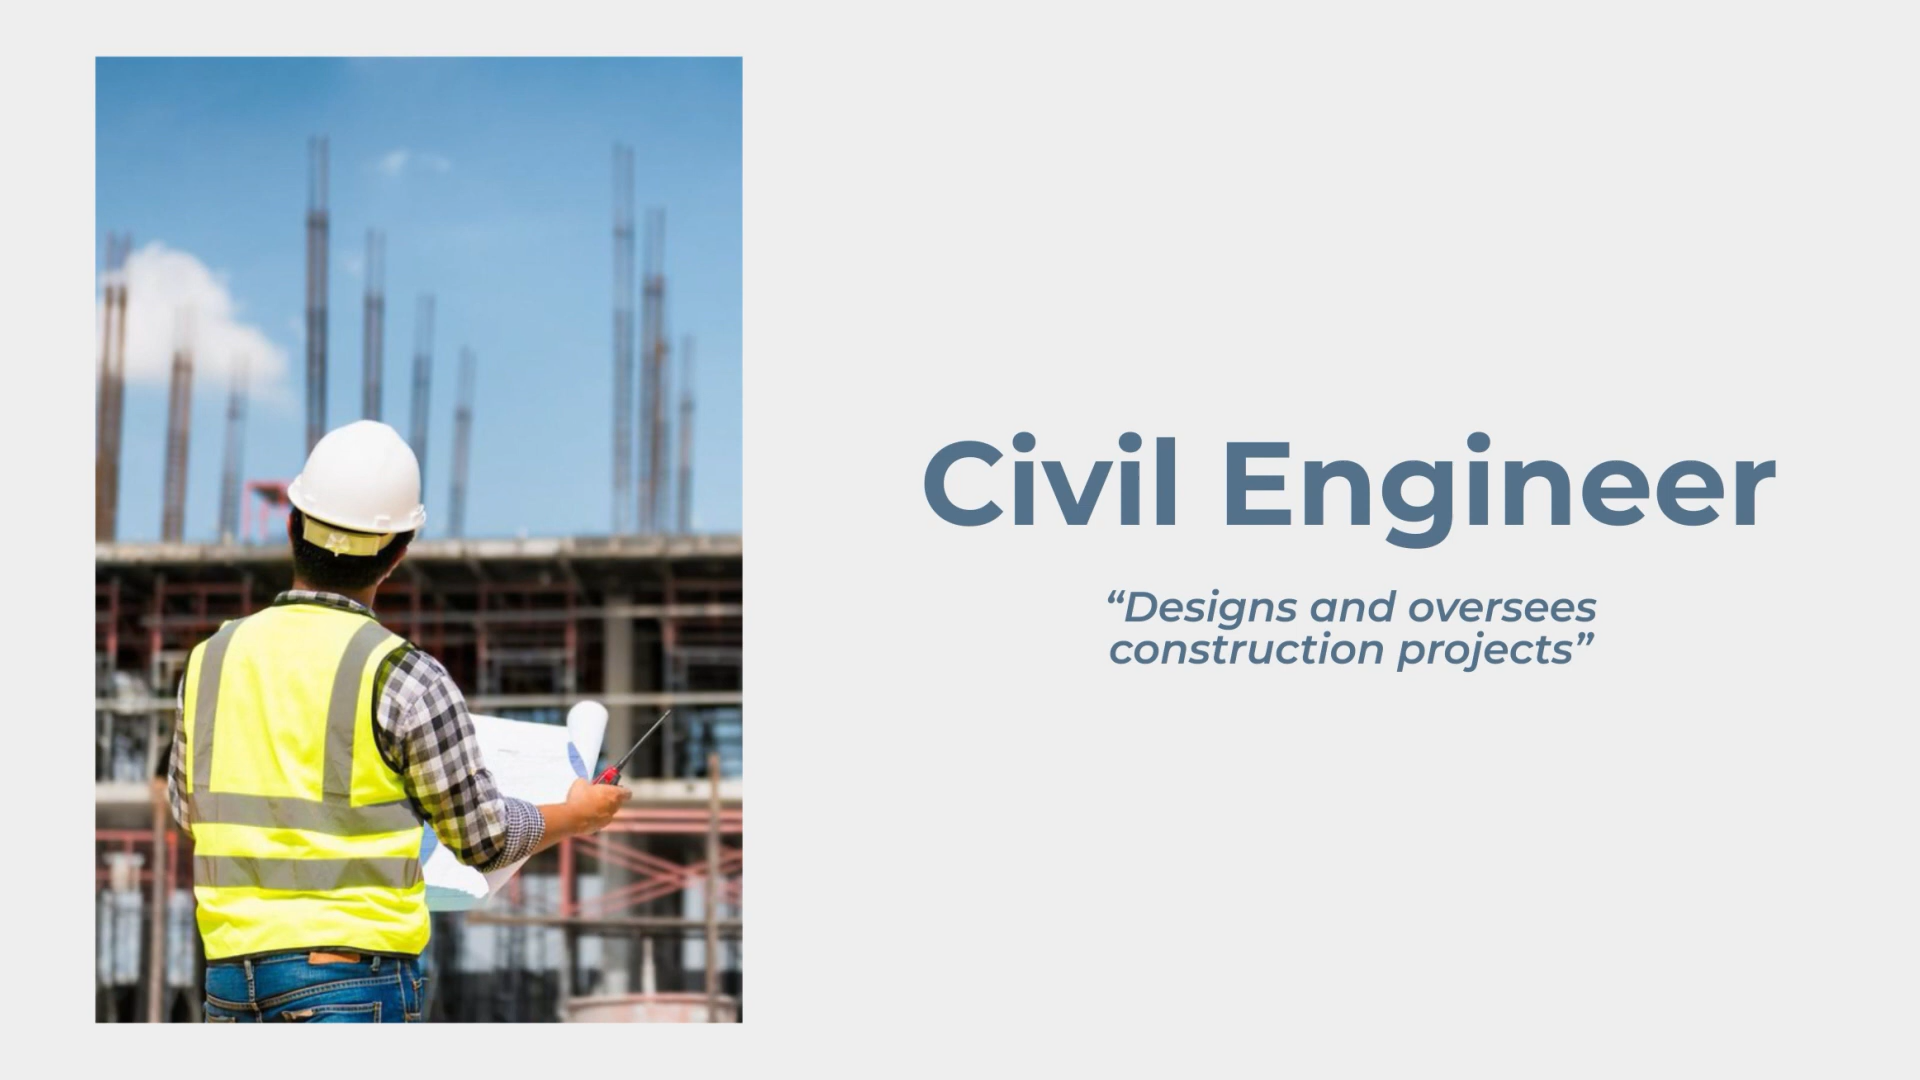 Civil Engineer
“Designs and oversees
construction projects”